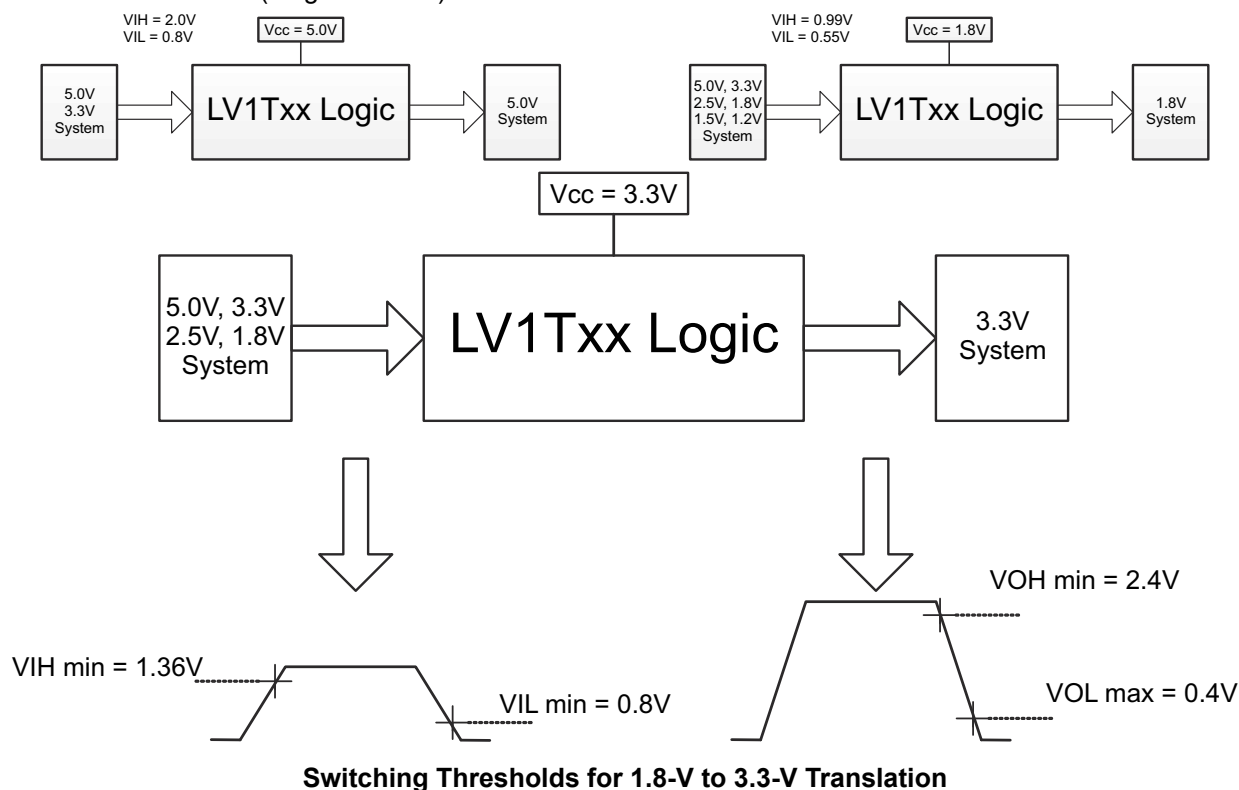 VIH = 2.0V
VIL = 0.8V
Vcc = 5.0V
5.0V
3.3V
System
LV1Txx Logic
5.0V
System
VIH = 0.99V
VIL = 0.55V
Vcc = 1.8V
5.0V, 3.3V
2.5V, 1.8V
1.5V, 1.2V
System
LV1Txx Logic
1.8V
System
Vcc = 3.3V
5.0V, 3.3V
2.5V, 1.8V
System
LV1Txx Logic
3.3V
System
VIH min = 1.36V
VIL min = 0.8V
VOH min = 2.4V
VOL max = 0.4V
Switching Thresholds for 1.8-V to 3.3-V Translation